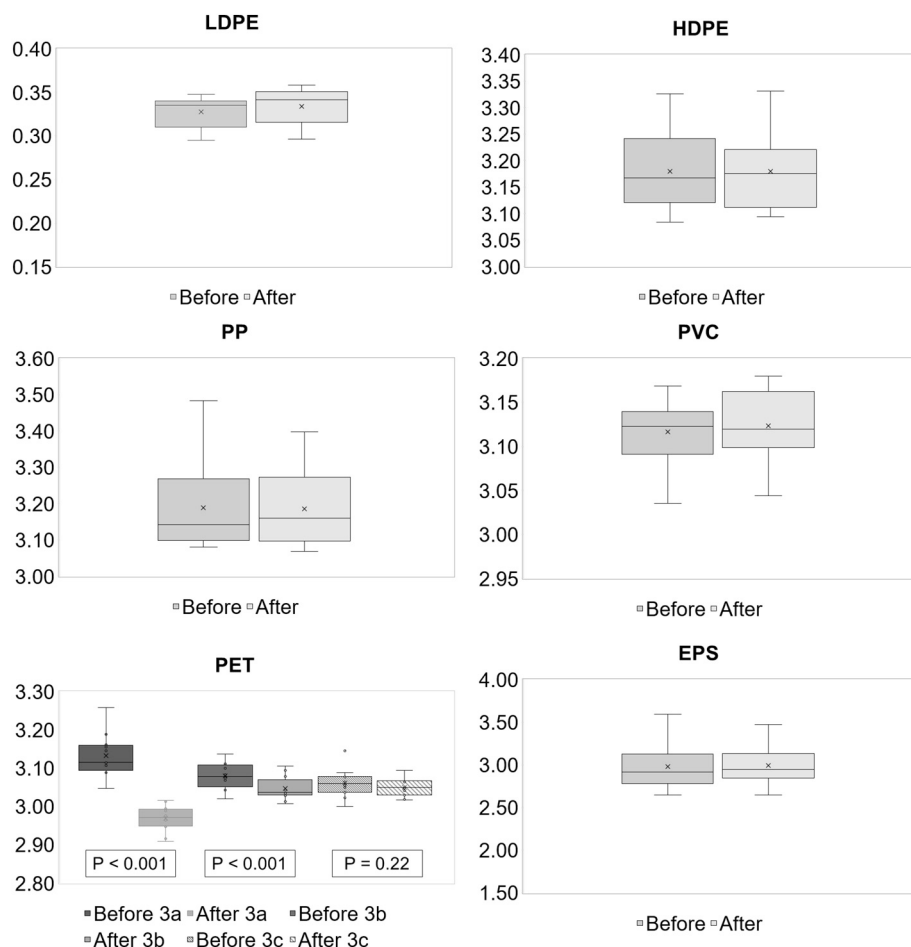 LDPE
0.40
0.35
0.30
0.25
0.20
0.15
Before After
HDPE
3.40
3.35
3.30
3.25
3.20
3.15
3.10
3.05
3.00
Before After
PP
3.60
3.50
3.40
3.30
3.20
3.10
3.00
Before After
PVC
3.20
3.15
3.10
3.05
3.00
2.95
Before After
PET
3.30
3.20
3.10
3.00
2.90
2.80
P < 0.001 P < 0.001 P = 0.22
Before 3a After 3a Before 3b
After 3b Before 3c After 3c
EPS
4.00
3.50
3.00
2.50
2.00
1.50
Before After